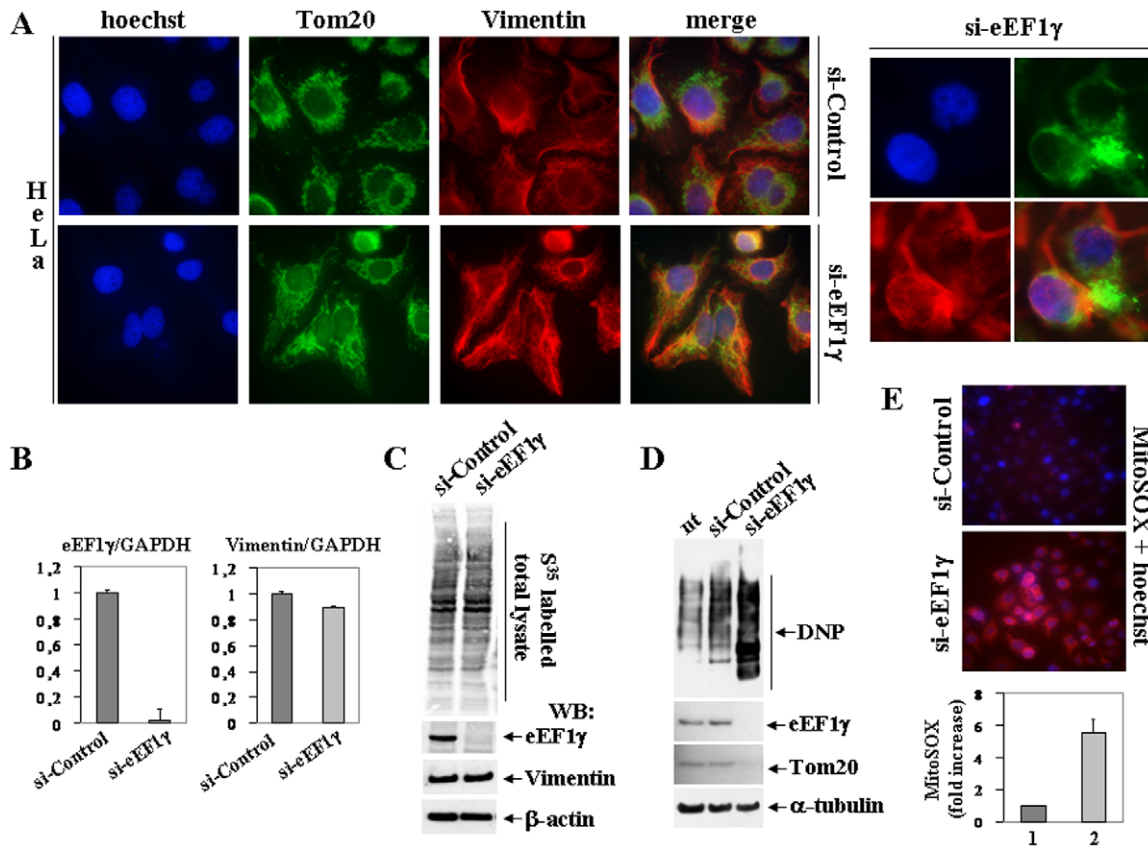 A
hoechst
Tom20
Vimentin
merge
HeLa
si-Control
si-eEF1γ
si-eEF1γ
B
eEF1γ/GAPDH
1,2
1
0,8
0,6
0,4
0,2
0
si-Control
si-eEF1γ
Vimentin/GAPDH
1,2
1
0,8
0,6
0,4
0,2
0
si-Control
si-eEF1γ
C
si-Control
si-eEF1γ
S35 labelled
total lysate
WB:
eEF1γ
Vimentin
β-actin
D
nt
si-Control
si-eEF1γ
DNP
eEF1γ
Tom20
α-tubulin
E
si-Control
si-eEF1γ
MitoSOX + hoechst
MitoSOX
(fold increase)
8
6
4
2
0
1
2